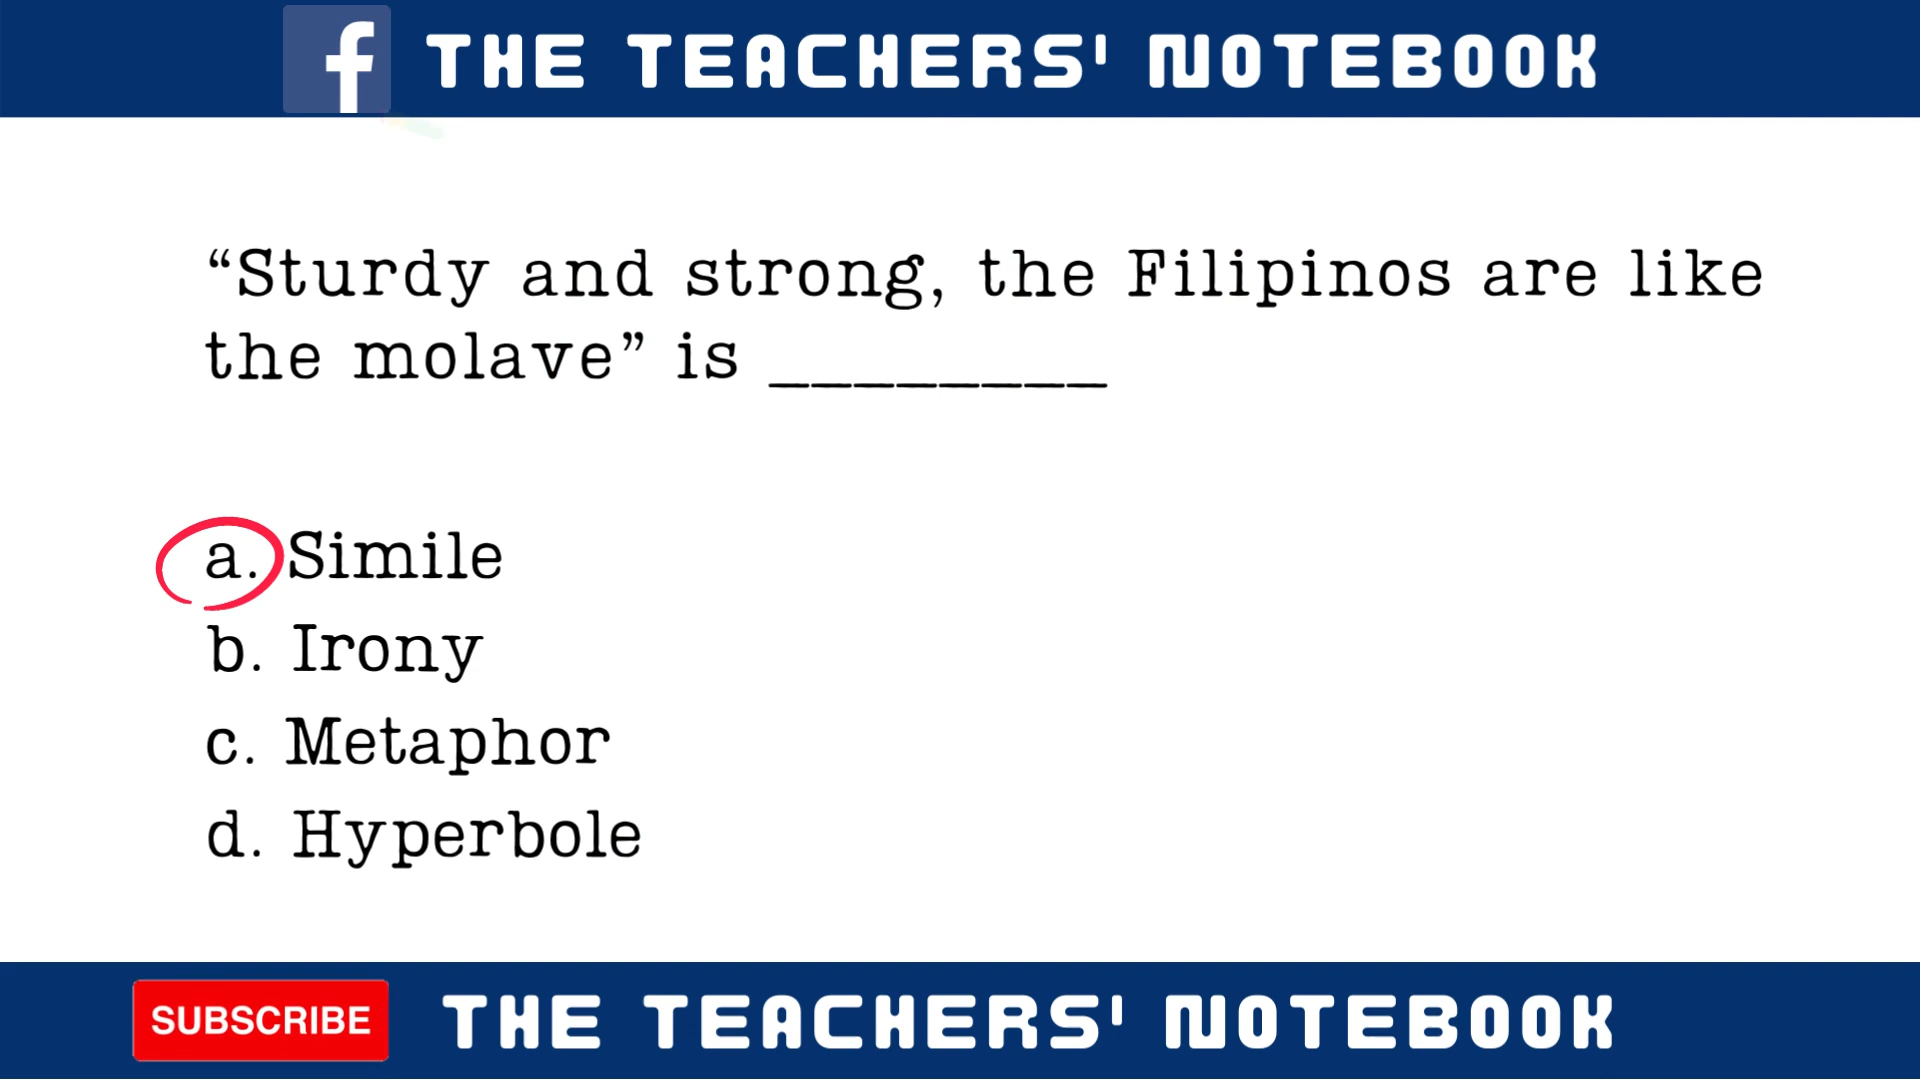 THE TEACHERS' NOTEBOOK
“Sturdy and strong, the Filipinos are like
the molave” is ________
a. Simile
b. Irony
c. Metaphor
d. Hyperbole
SUBSCRIBE THE TEACHERS' NOTEBOOK